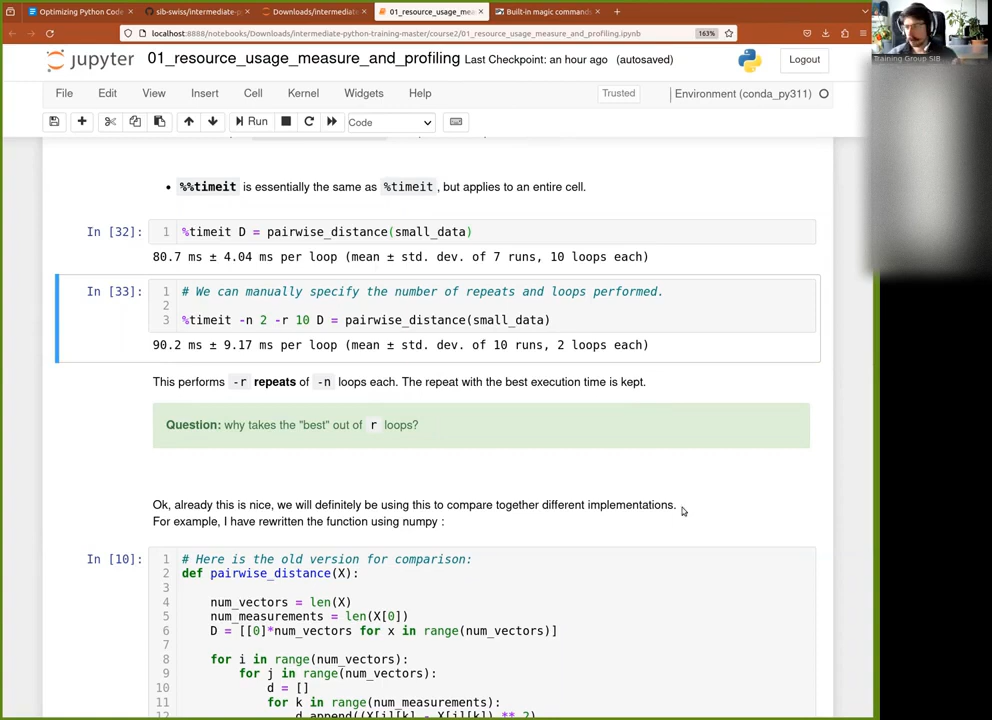 Optimizing Python Code
sib-swiss/intermediate-p
Downloads/intermediate
01_resource_usage_mea
Built-in magic command
localhost:8888/notebooks/Downloads/intermediate-python-training-master/course2/01_resource_usage_measure_and_profiling.ipynb
163%
Training Group SIB
jupyter 01_resource_usage_measure_and_profiling Last Checkpoint: an hour ago (autosaved)
Logout
File Edit View Insert Cell Kernel Widgets Help
Trusted
Environment (conda_py311)
Run
Code
%%timeit is essentially the same as %timeit, but applies to an entire cell.
In [32]: 1 %timeit D = pairwise_distance(small_data)
80.7 ms ± 4.04 ms per loop (mean ± std. dev. of 7 runs, 10 loops each)
In [33]: 1 # We can manually specify the number of repeats and loops performed.
2
3 %timeit -n 2 -r 10 D = pairwise_distance(small_data)
90.2 ms ± 9.17 ms per loop (mean ± std. dev. of 10 runs, 2 loops each)
This performs -r repeats of -n loops each. The repeat with the best execution time is kept.
Question: why takes the "best" out of r loops?
Ok, already this is nice, we will definitely be using this to compare together different implementations.
For example, I have rewritten the function using numpy :
In [10]: 1 # Here is the old version for comparison:
2 def pairwise_distance(X):
3
4 num_vectors = len(X)
5 num_measurements = len(X[0])
6 D = [[0]*num_vectors for x in range(num_vectors)]
7
8 for i in range(num_vectors):
9 for j in range(num_vectors):
10 d = []
11 for k in range(num_measurements):
12 d.append((X[i][k] - X[j][k]) ** 2)